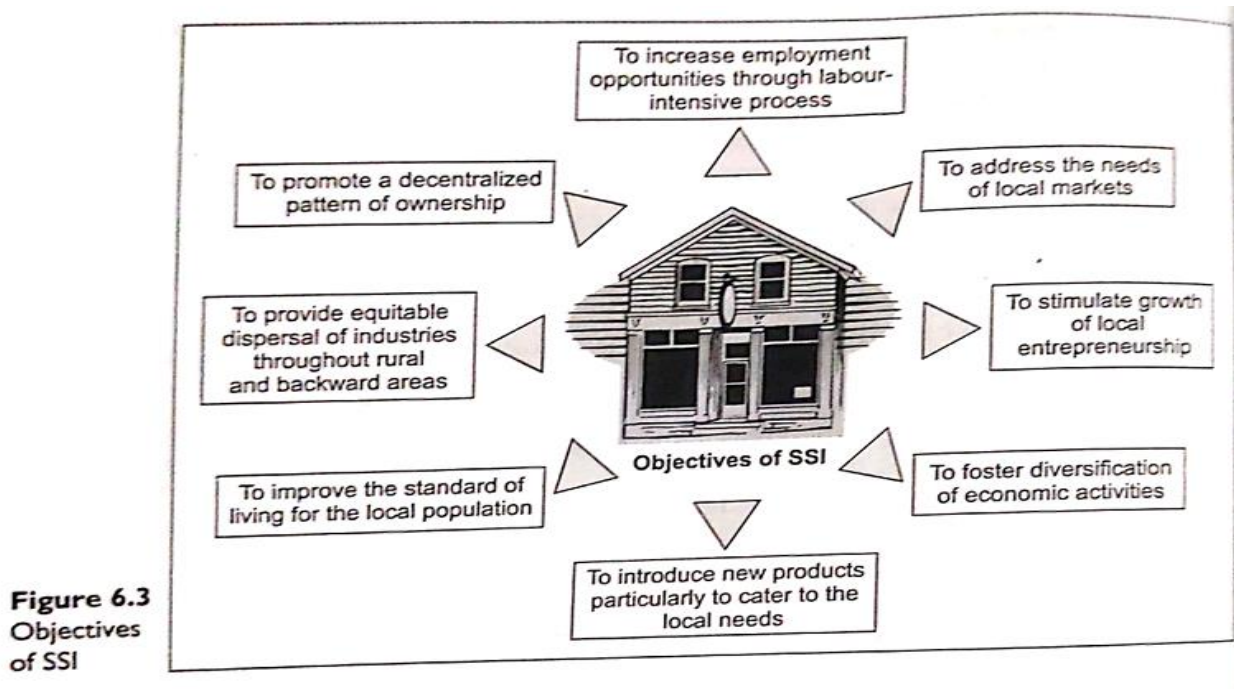 To increase employment
opportunities through labour-
intensive process
To promote a decentralized
pattern of ownership
To address the needs
of local markets
To provide equitable
dispersal of industries
throughout rural
and backward areas
To stimulate growth
of local
entrepreneurship
Objectives of SSI
To improve the standard of
living for the local population
To foster diversification
of economic activities
To introduce new products
particularly to cater to the
local needs
Figure 6.3
Objectives
of SSI